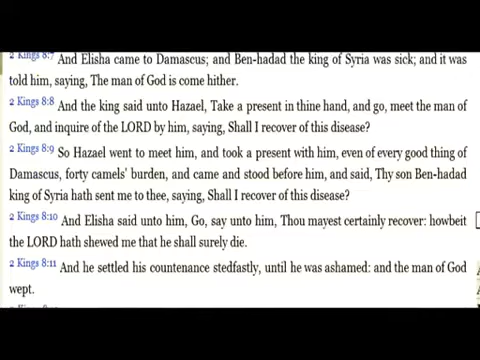 2 Kings 8:7 And Elisha came to Damascus; and Ben-hadad the king of Syria was sick; and it was
told him, saying, The man of God is come hither.
2 Kings 8:8 And the king said unto Hazael, Take a present in thine hand, and go, meet the man of
God, and inquire of the LORD by him, saying, Shall I recover of this disease?
2 Kings 8:9 So Hazael went to meet him, and took a present with him, even of every good thing of
Damascus, forty camels' burden, and came and stood before him, and said, Thy son Ben-hadad
king of Syria hath sent me to thee, saying, Shall I recover of this disease?
2 Kings 8:10 And Elisha said unto him, Go, say unto him, Thou mayest certainly recover: howbeit
the LORD hath shewed me that he shall surely die.
2 Kings 8:11 And he settled his countenance stedfastly, until he was ashamed: and the man of God
wept.